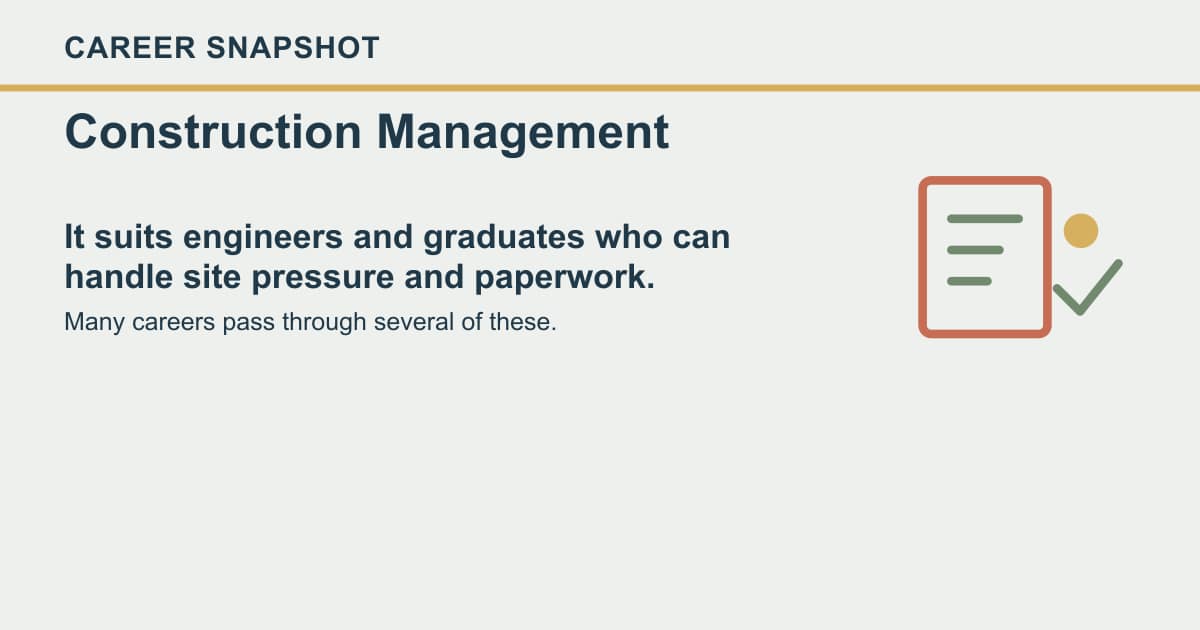 CAREER SNAPSHOT
Construction Management
It suits engineers and graduates who can
handle site pressure and paperwork.
Many careers pass through several of these.